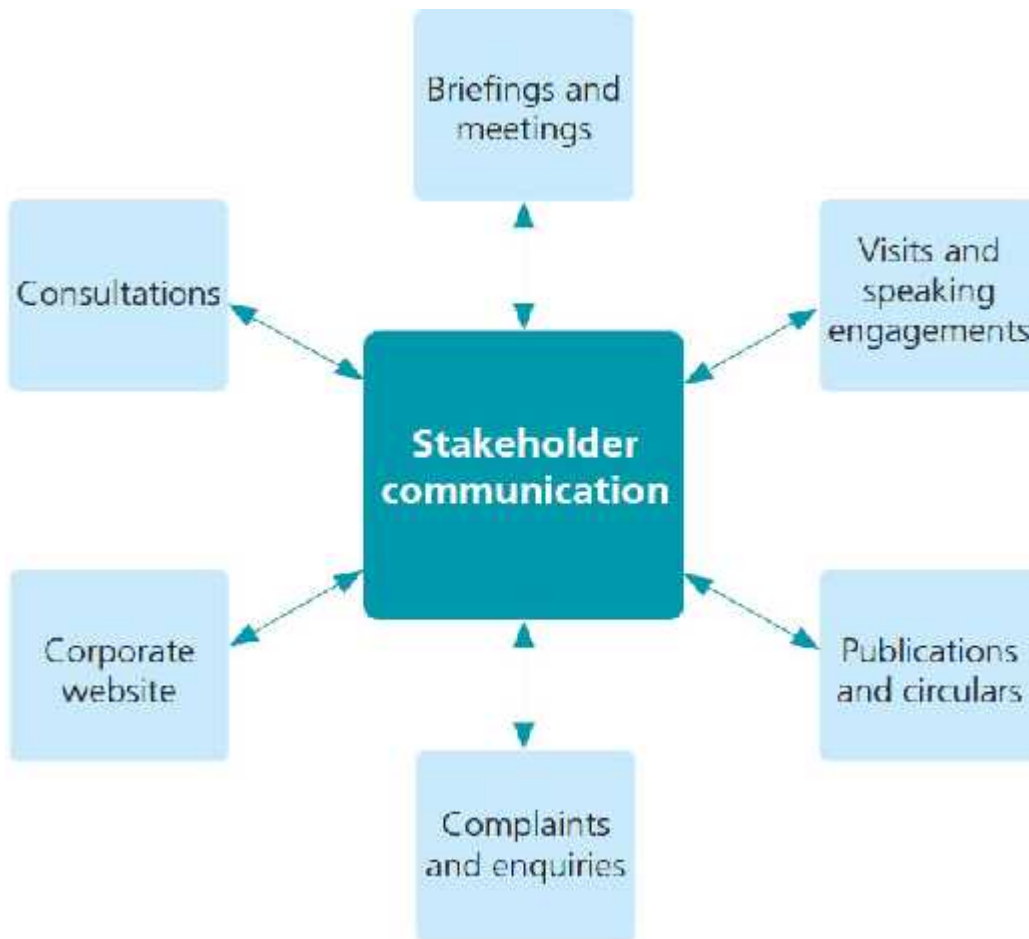 Briefings and
meetings
Consultations
Visits and
speaking
engagements
Stakeholder
communication
Corporate
website
Publications
and circulars
Complaints
and enquiries